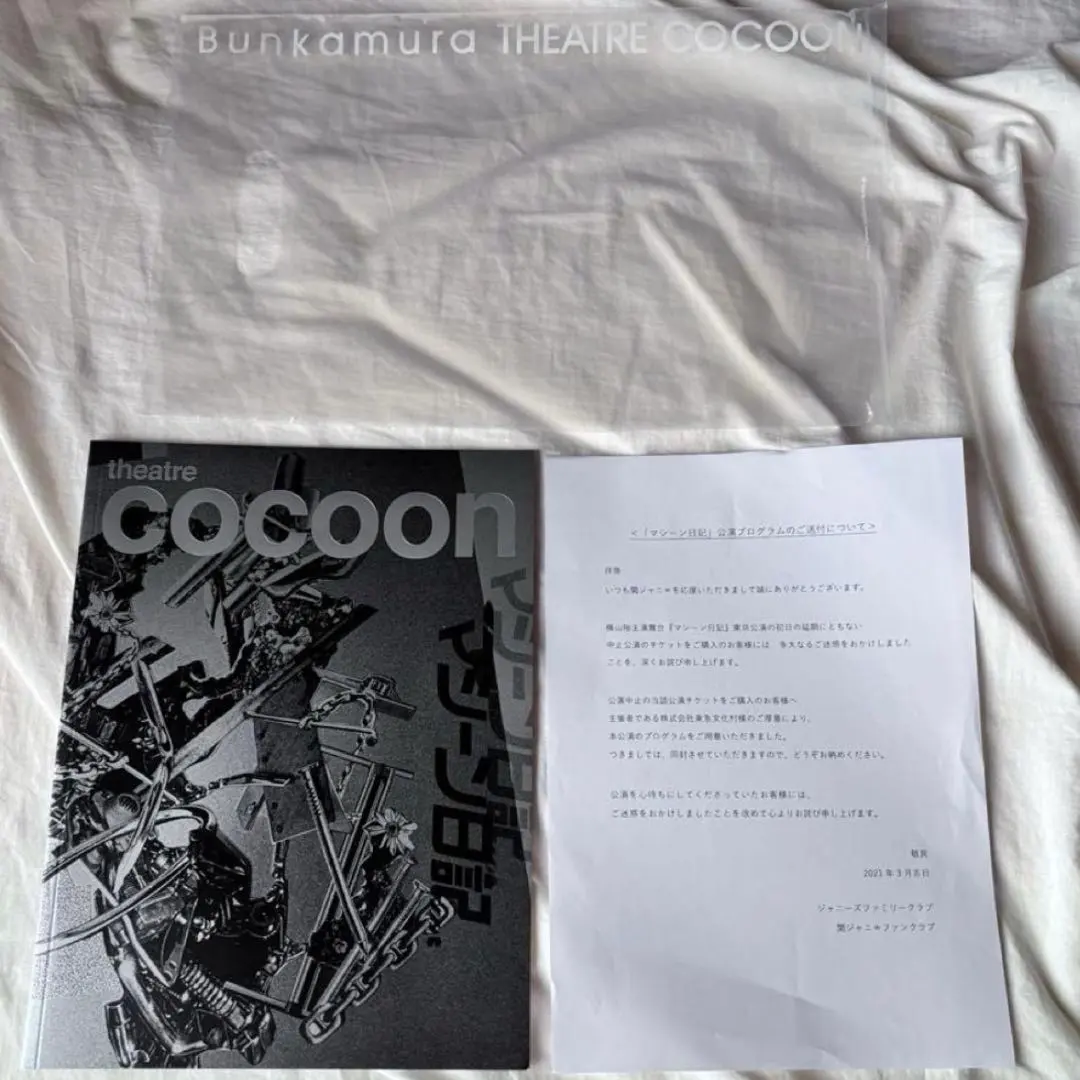 Bunkamura THEATRE COCOON
theatre
cocoon
マシーン日記
マシーン日記
<「マシーン日記」公演プログラムのご送付について>
拝啓
いつも関ジャニ∞を応援いただきまして誠にありがとうございます。
横山裕主演舞台『マシーン日記』東京公演の初日の延期にともない
中止公演のチケットをご購入のお客様には、多大なるご迷惑をおかけしました
ことを、深くお詫び申し上げます。
公演中止の当該公演チケットをご購入のお客様へ
主催者である株式会社東急文化村様のご厚意により、
本公演のプログラムをご用意いただきました。
つきましては、同封させていただきますので、どうぞお納めください。
公演を心待ちにしてくださっていたお客様には、
ご迷惑をおかけしましたことを改めて心よりお詫び申し上げます。
敬具
2021年3月吉日
ジャニーズファミリークラブ
関ジャニ∞ファンクラブ